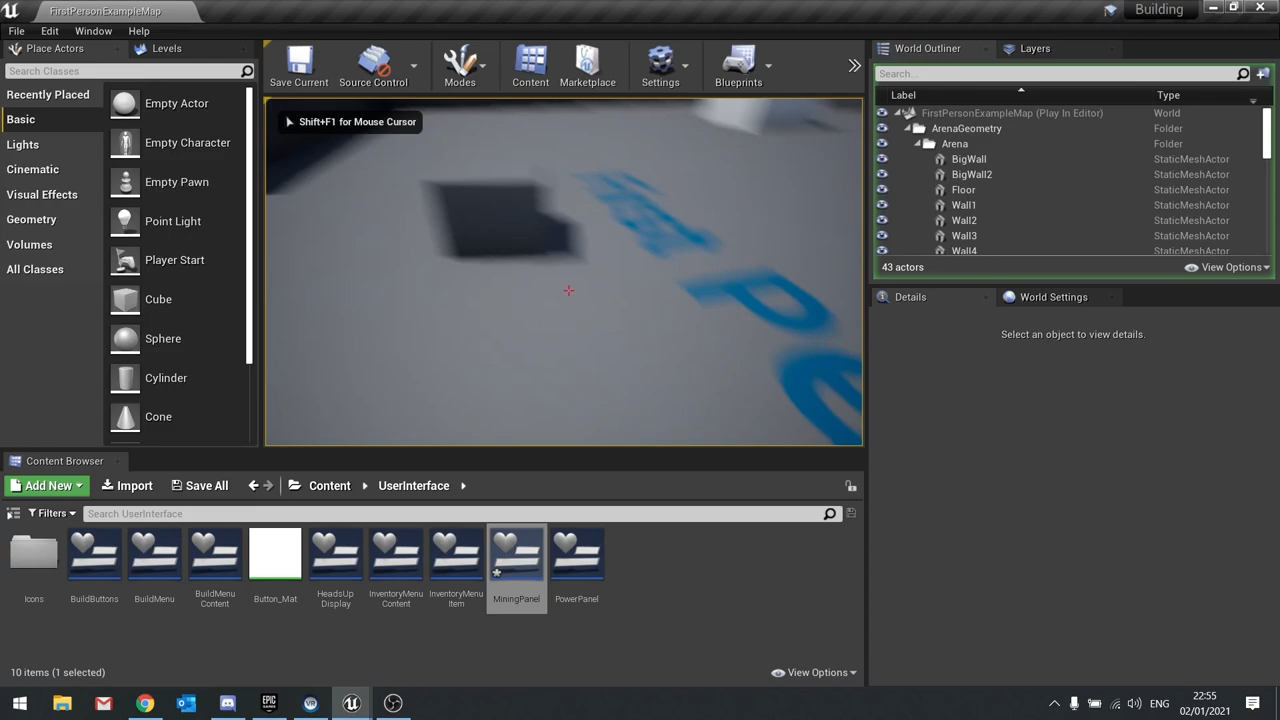 FirstPersonExampleMap
Building
File
Edit
Window
Help
Place Actors
Levels
Search Classes
Recently Placed
Basic
Lights
Cinematic
Visual Effects
Geometry
Volumes
All Classes
Empty Actor
Empty Character
Empty Pawn
Point Light
Player Start
Cube
Sphere
Cylinder
Cone
Save Current
Source Control
Modes
Content
Marketplace
Settings
Blueprints
Shift+F1 for Mouse Cursor
World Outliner
Layers
Search...
Label
Type
FirstPersonExampleMap (Play In Editor)
World
ArenaGeometry
Folder
Arena
Folder
BigWall
StaticMeshActor
BigWall2
StaticMeshActor
Floor
StaticMeshActor
Wall1
StaticMeshActor
Wall2
StaticMeshActor
Wall3
StaticMeshActor
Wall4
StaticMeshActor
43 actors
View Options
Details
World Settings
Select an object to view details.
Content Browser
Add New
Import
Save All
Content
UserInterface
Filters
Search UserInterface
Icons
BuildButtons
BuildMenu
BuildMenu
Content
Button_Mat
HeadsUp
Display
InventoryMenu
Content
InventoryMenu
Item
MiningPanel
PowerPanel
10 items (1 selected)
View Options
EPIC
GAMES
VR
ENG
22:55
02/01/2021